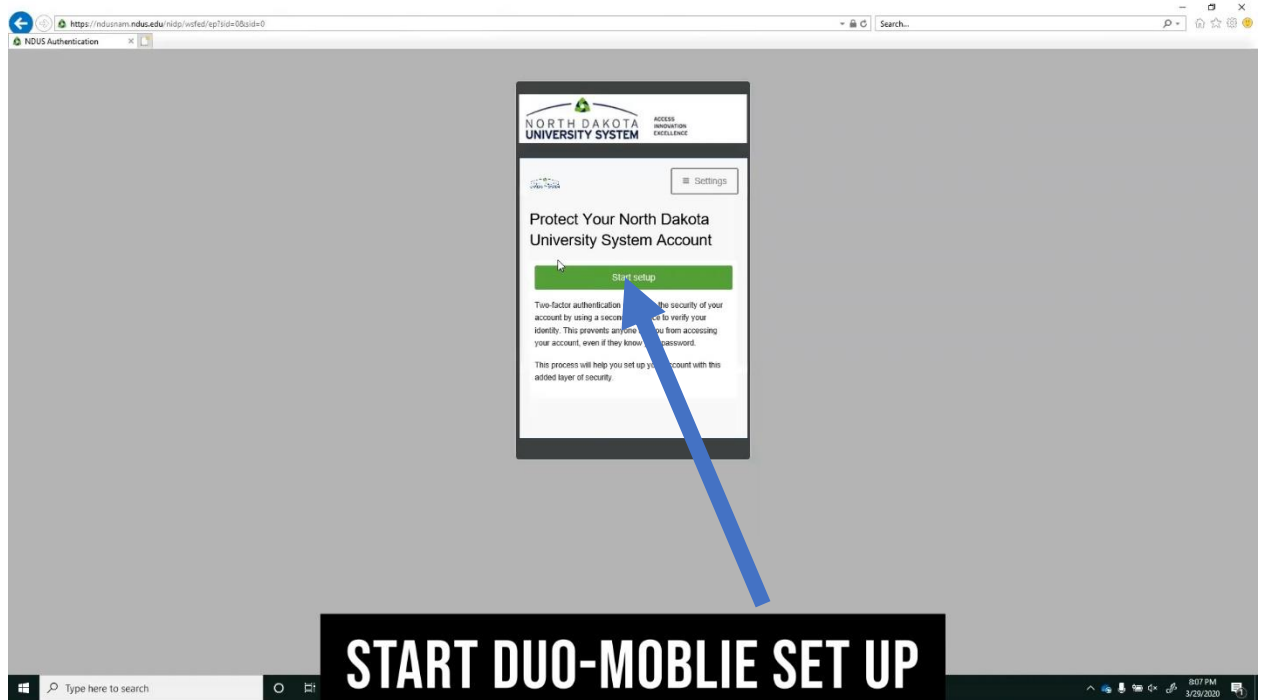 https://ndusnam.ndus.edu/nidp/wsfed/ep?sid=0&sid=0
Search...
NDUS Authentication
NORTH DAKOTA
UNIVERSITY SYSTEM
ACCESS
INNOVATION
EXCELLENCE
Settings
Protect Your North Dakota
University System Account
Start setup
Two-factor authentication the security of your
account by using a secon to verify your
identity. This prevents anyone you from accessing
your account, even if they know password.
This process will help you set up yo ccount with this
added layer of security.
START DUO-MOBLIE SET UP
Type here to search
8:07 PM
3/29/2020